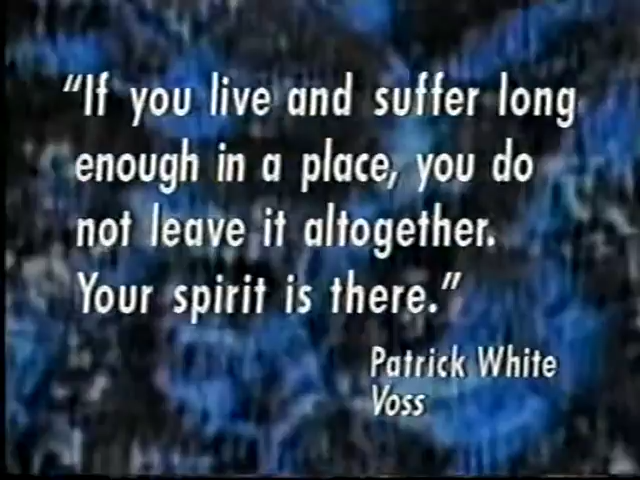 “If you live and suffer long
enough in a place, you do
not leave it altogether.
Your spirit is there.”
Patrick White
Voss